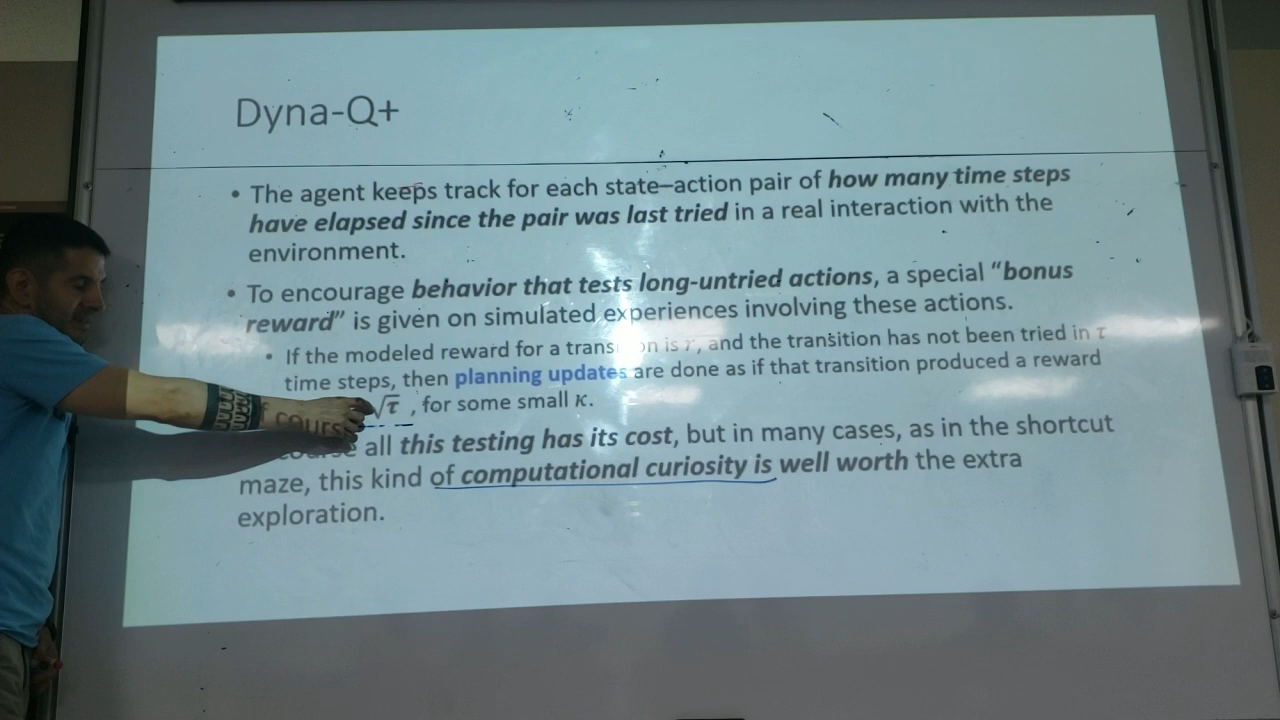 Dyna-Q+
• The agent keeps track for each state–action pair of how many time steps
have elapsed since the pair was last tried in a real interaction with the
environment.
• To encourage behavior that tests long-untried actions, a special “bonus
reward” is given on simulated experiences involving these actions.
• If the modeled reward for a transition is r, and the transition has not been tried in τ
time steps, then planning updates are done as if that transition produced a reward
√τ , for some small κ.
course all this testing has its cost, but in many cases, as in the shortcut
maze, this kind of computational curiosity is well worth the extra
exploration.